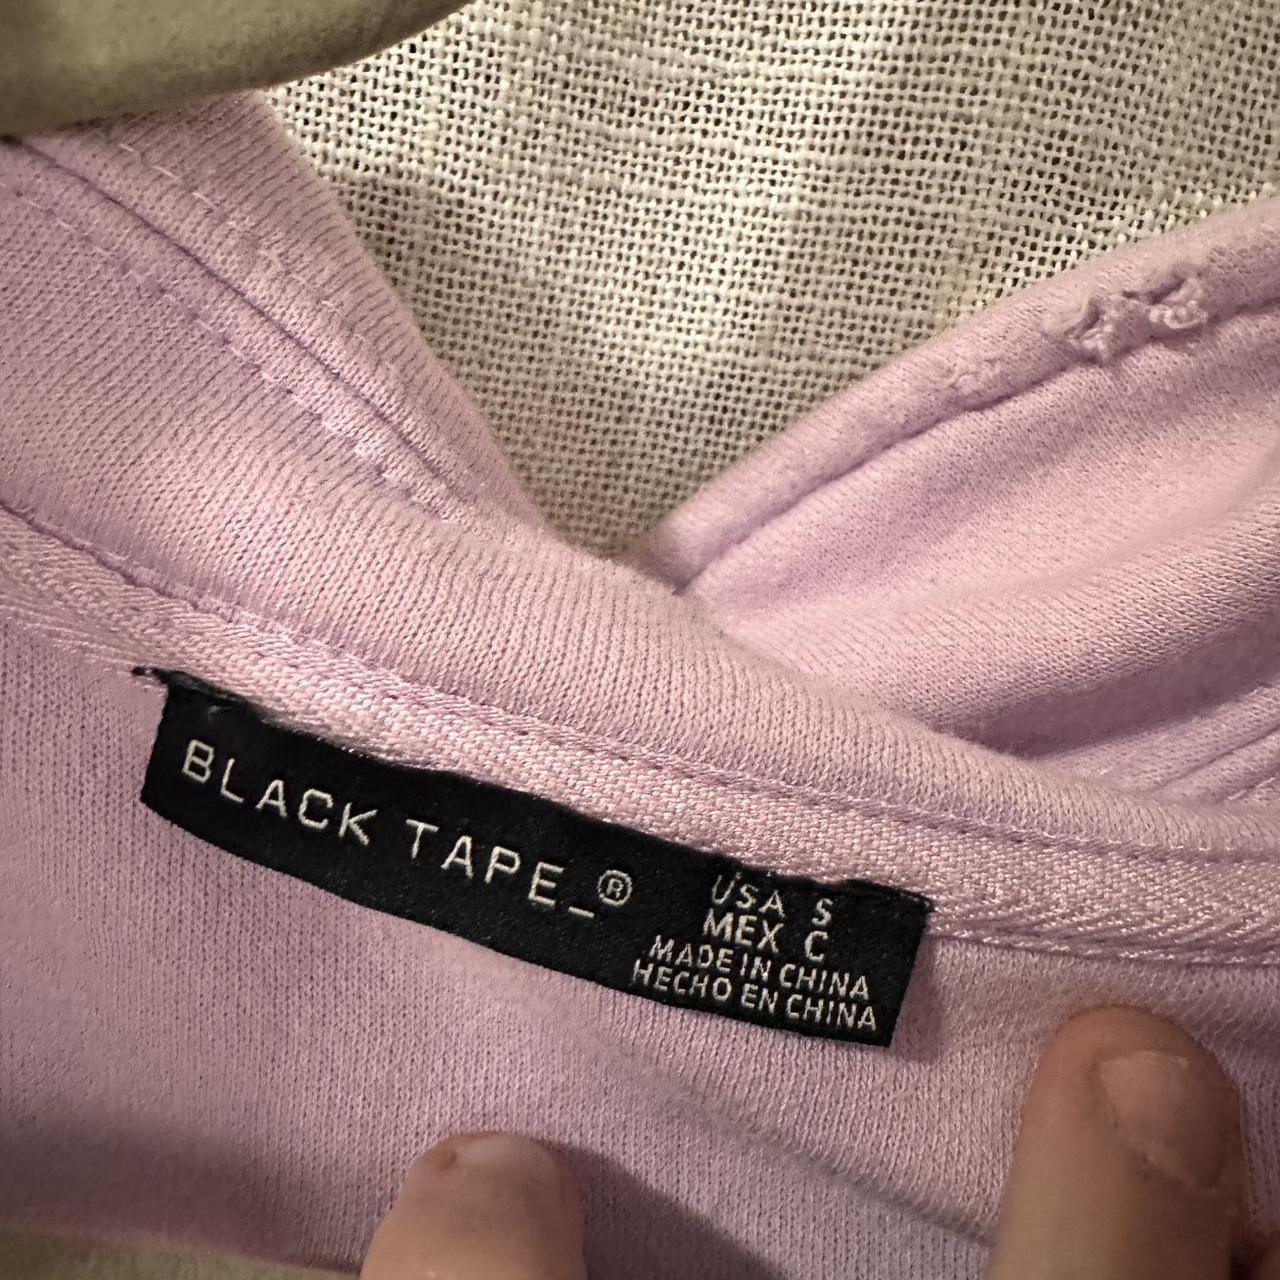 BLACK TAPE_®
USA S
MEX C
MADE IN CHINA
HECHO EN CHINA